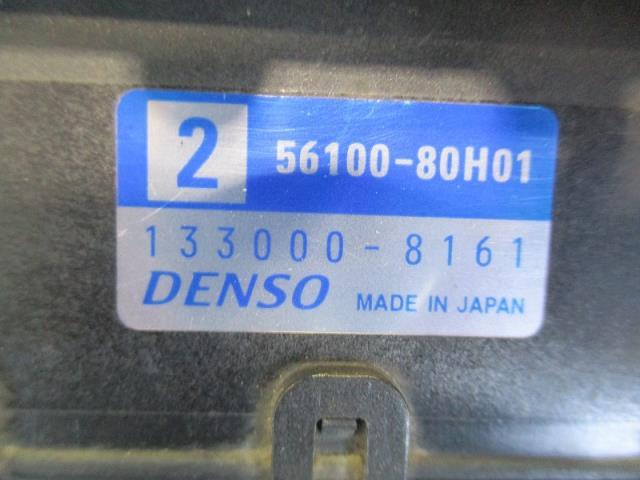 2 56100-80H01
133000-8161
DENSO MADE IN JAPAN